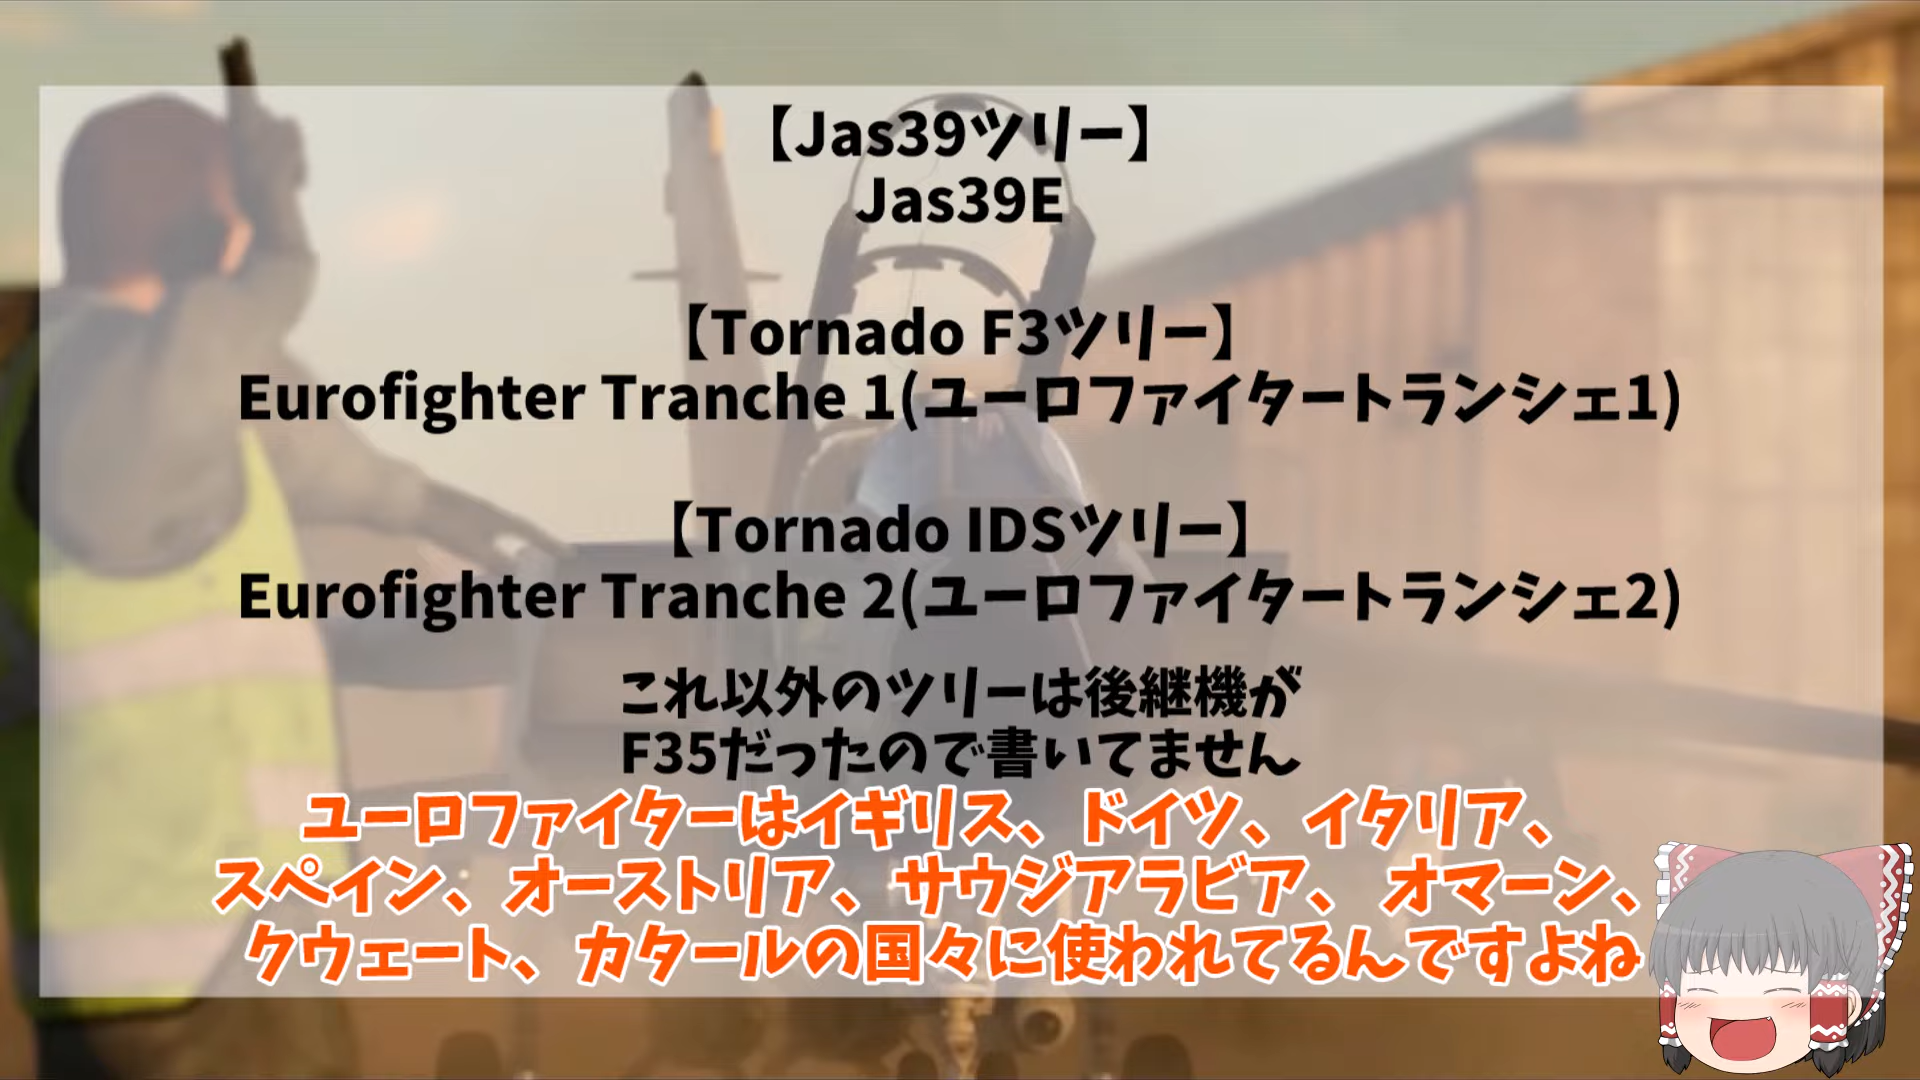 【Jas39ツリー】
Jas39E
【Tornado F3ツリー】
Eurofighter Tranche 1(ユーロファイタートランシェ1)
【Tornado IDSツリー】
Eurofighter Tranche 2(ユーロファイタートランシェ2)
これ以外のツリーは後継機が
F35だったので書いてません
ユーロファイターはイギリス、ドイツ、イタリア、
スペイン、オーストリア、サウジアラビア、オマーン、
クウェート、カタールの国々に使われてるんですよね